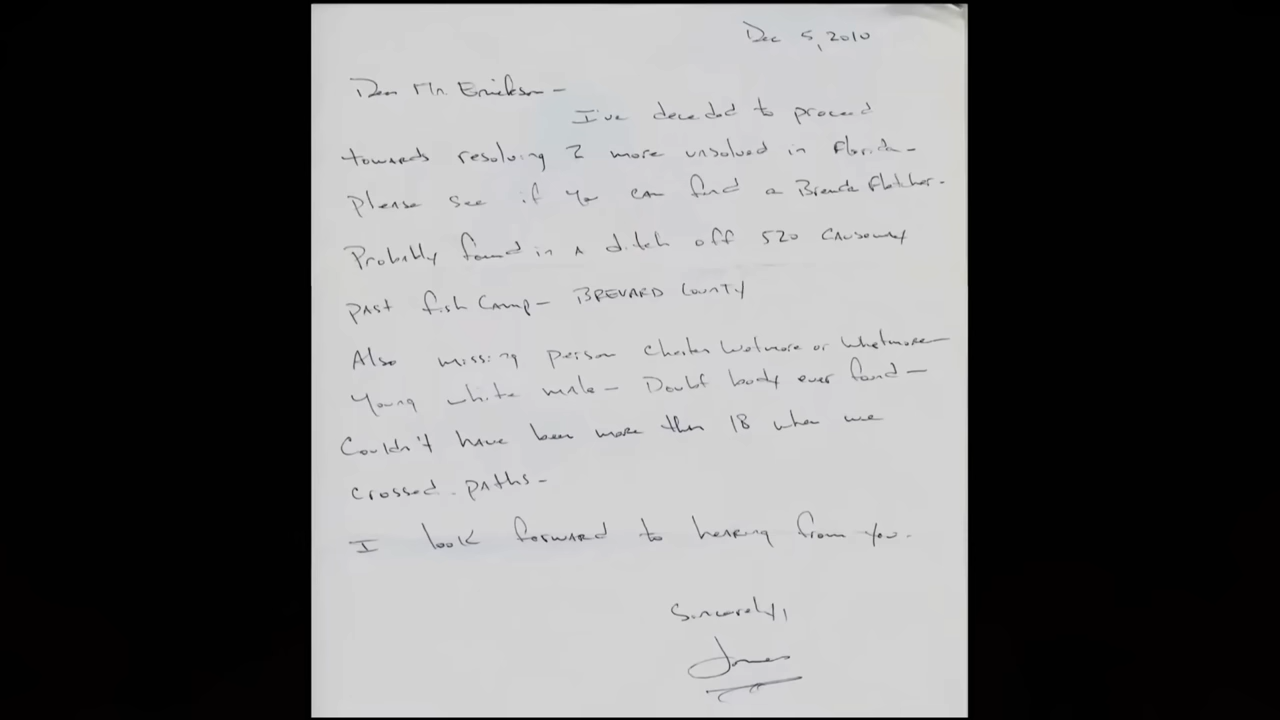 Dec 5, 2010
Dear Mr. Erickson -
I've decided to proceed
towards resolving 2 more unsolved in Florida -
Please see if you can find a Brenda Fletcher.
Probably found in a ditch off 520 causeway
past fish camp - BREVARD COUNTY
Also missing person Charles Wetmore or Whetmore
Young white male - Doubt body ever found -
Couldn't have been more than 18 when we
crossed paths -
I look forward to hearing from you.
Sincerely,
James